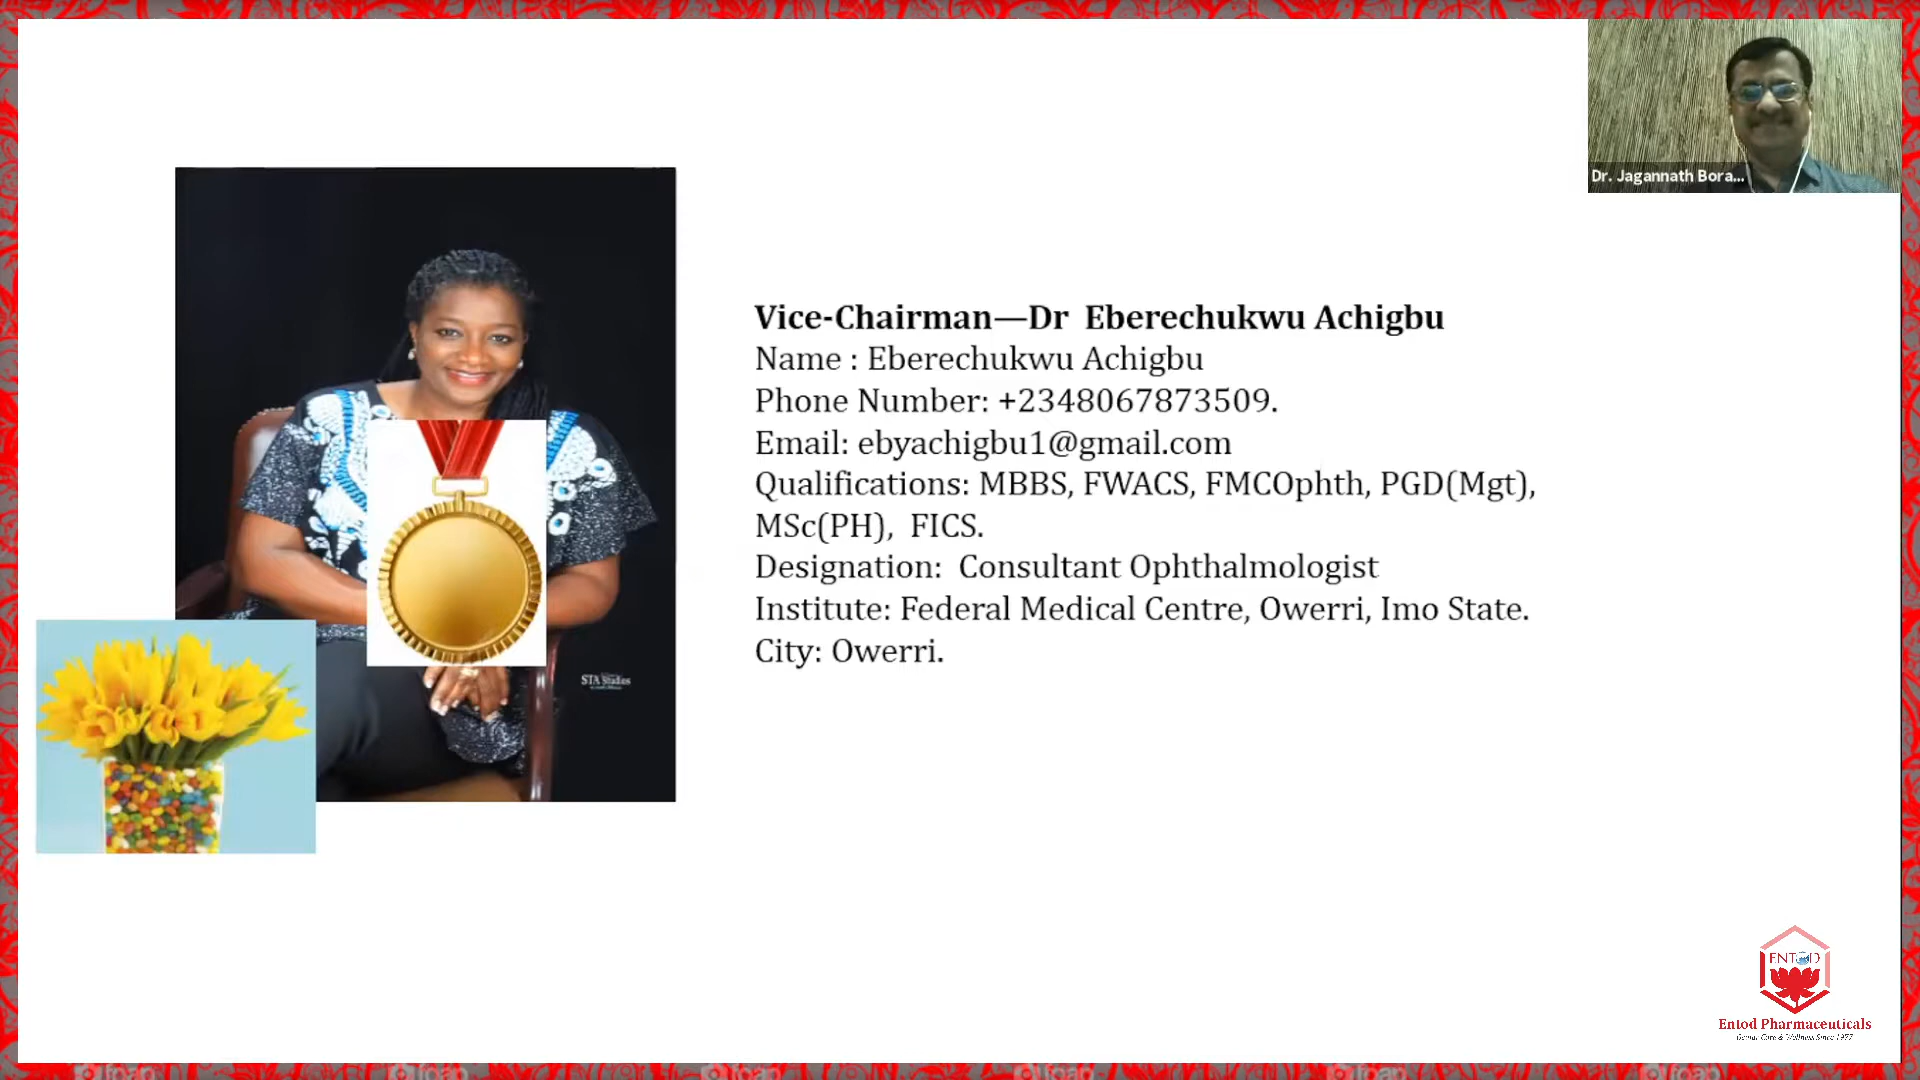 Dr. Jagannath Bora...
Vice-Chairman—Dr Eberechukwu Achigbu
Name : Eberechukwu Achigbu
Phone Number: +2348067873509.
Email: ebyachigbu1@gmail.com
Qualifications: MBBS, FWACS, FMCOphth, PGD(Mgt),
MSc(PH), FICS.
Designation: Consultant Ophthalmologist
Institute: Federal Medical Centre, Owerri, Imo State.
City: Owerri.
STA Studios
ENTOD
Entod Pharmaceuticals